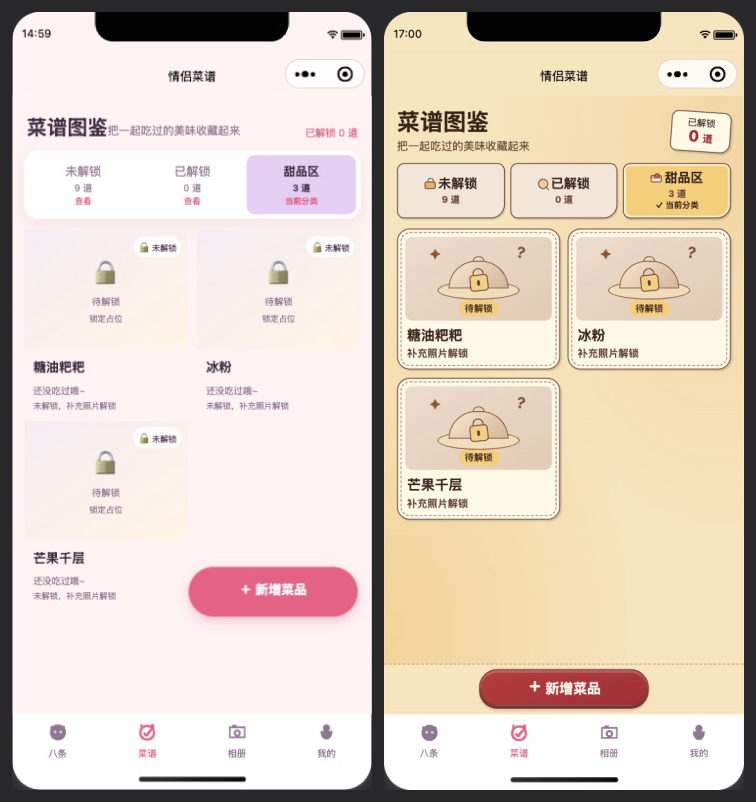 14:59
情侣菜谱
菜谱图鉴把一起吃过的美味收藏起来
已解锁 0 道
未解锁
9 道
查看
已解锁
0 道
查看
甜品区
3 道
当前分类
未解锁
待解锁
锁定占位
糖油粑粑
还没吃过哦~
未解锁，补充照片解锁
未解锁
待解锁
锁定占位
冰粉
还没吃过哦~
未解锁，补充照片解锁
未解锁
待解锁
锁定占位
芒果千层
还没吃过哦~
未解锁，补充照片解锁
+ 新增菜品
八条
菜谱
相册
我的
17:00
情侣菜谱
菜谱图鉴
把一起吃过的美味收藏起来
已解锁
0 道
未解锁
9 道
已解锁
0 道
甜品区
3 道
✓ 当前分类
?
待解锁
糖油粑粑
补充照片解锁
?
待解锁
冰粉
补充照片解锁
?
待解锁
芒果千层
补充照片解锁
+ 新增菜品
八条
菜谱
相册
我的